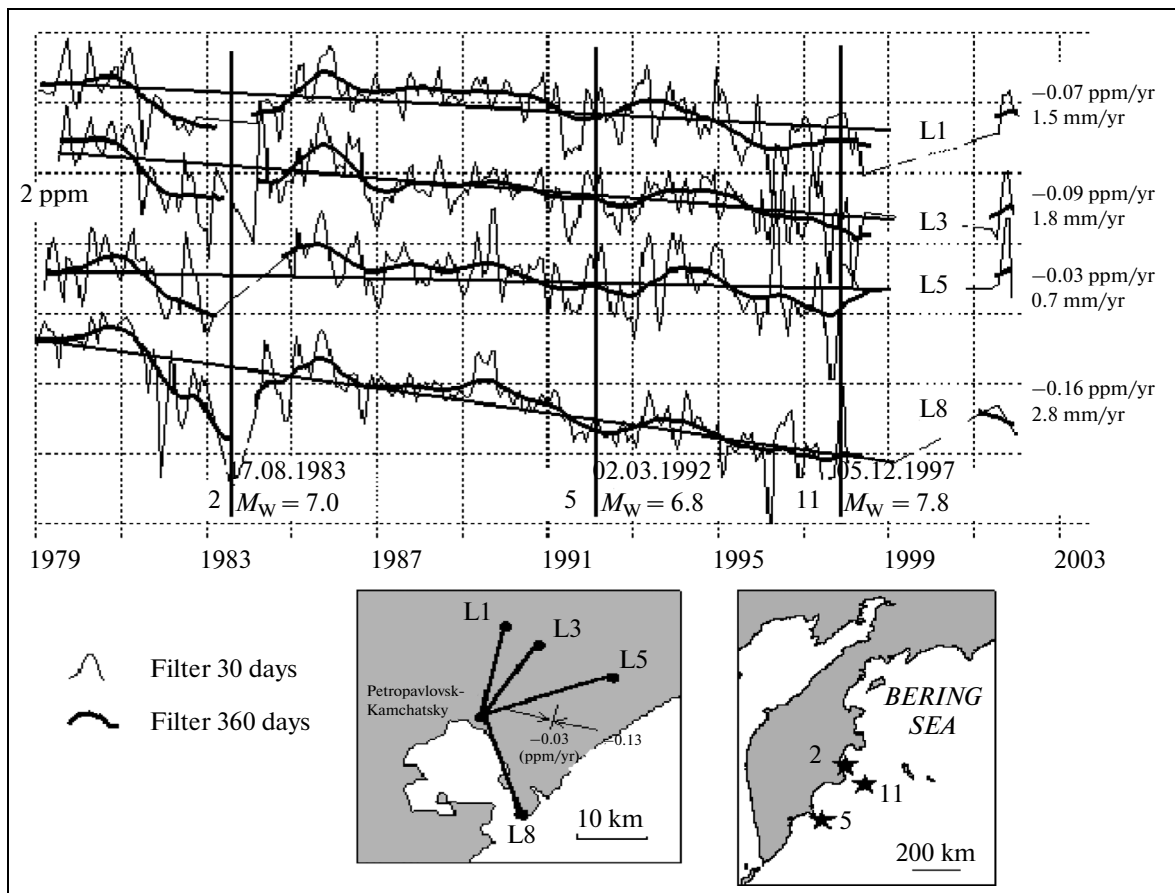 −0.07 ppm/yr
1.5 mm/yr
L1
2 ppm
−0.09 ppm/yr
1.8 mm/yr
L3
−0.03 ppm/yr
0.7 mm/yr
L5
−0.16 ppm/yr
2.8 mm/yr
L8
17.08.1983 02.03.1992 05.12.1997
2 MW = 7.0 5 MW = 6.8 11 MW = 7.8
1979 1983 1987 1991 1995 1999 2003
Filter 30 days
Filter 360 days
L1
L3
L5
Petropavlovsk-
Kamchatsky
−0.03 −0.13
(ppm/yr)
L8
10 km
BERING
SEA
2
11
5
200 km